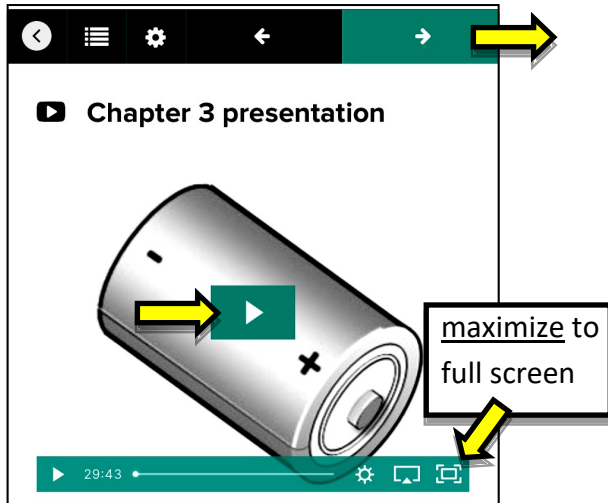 Chapter 3 presentation
-
+
maximize to
full screen
29:43